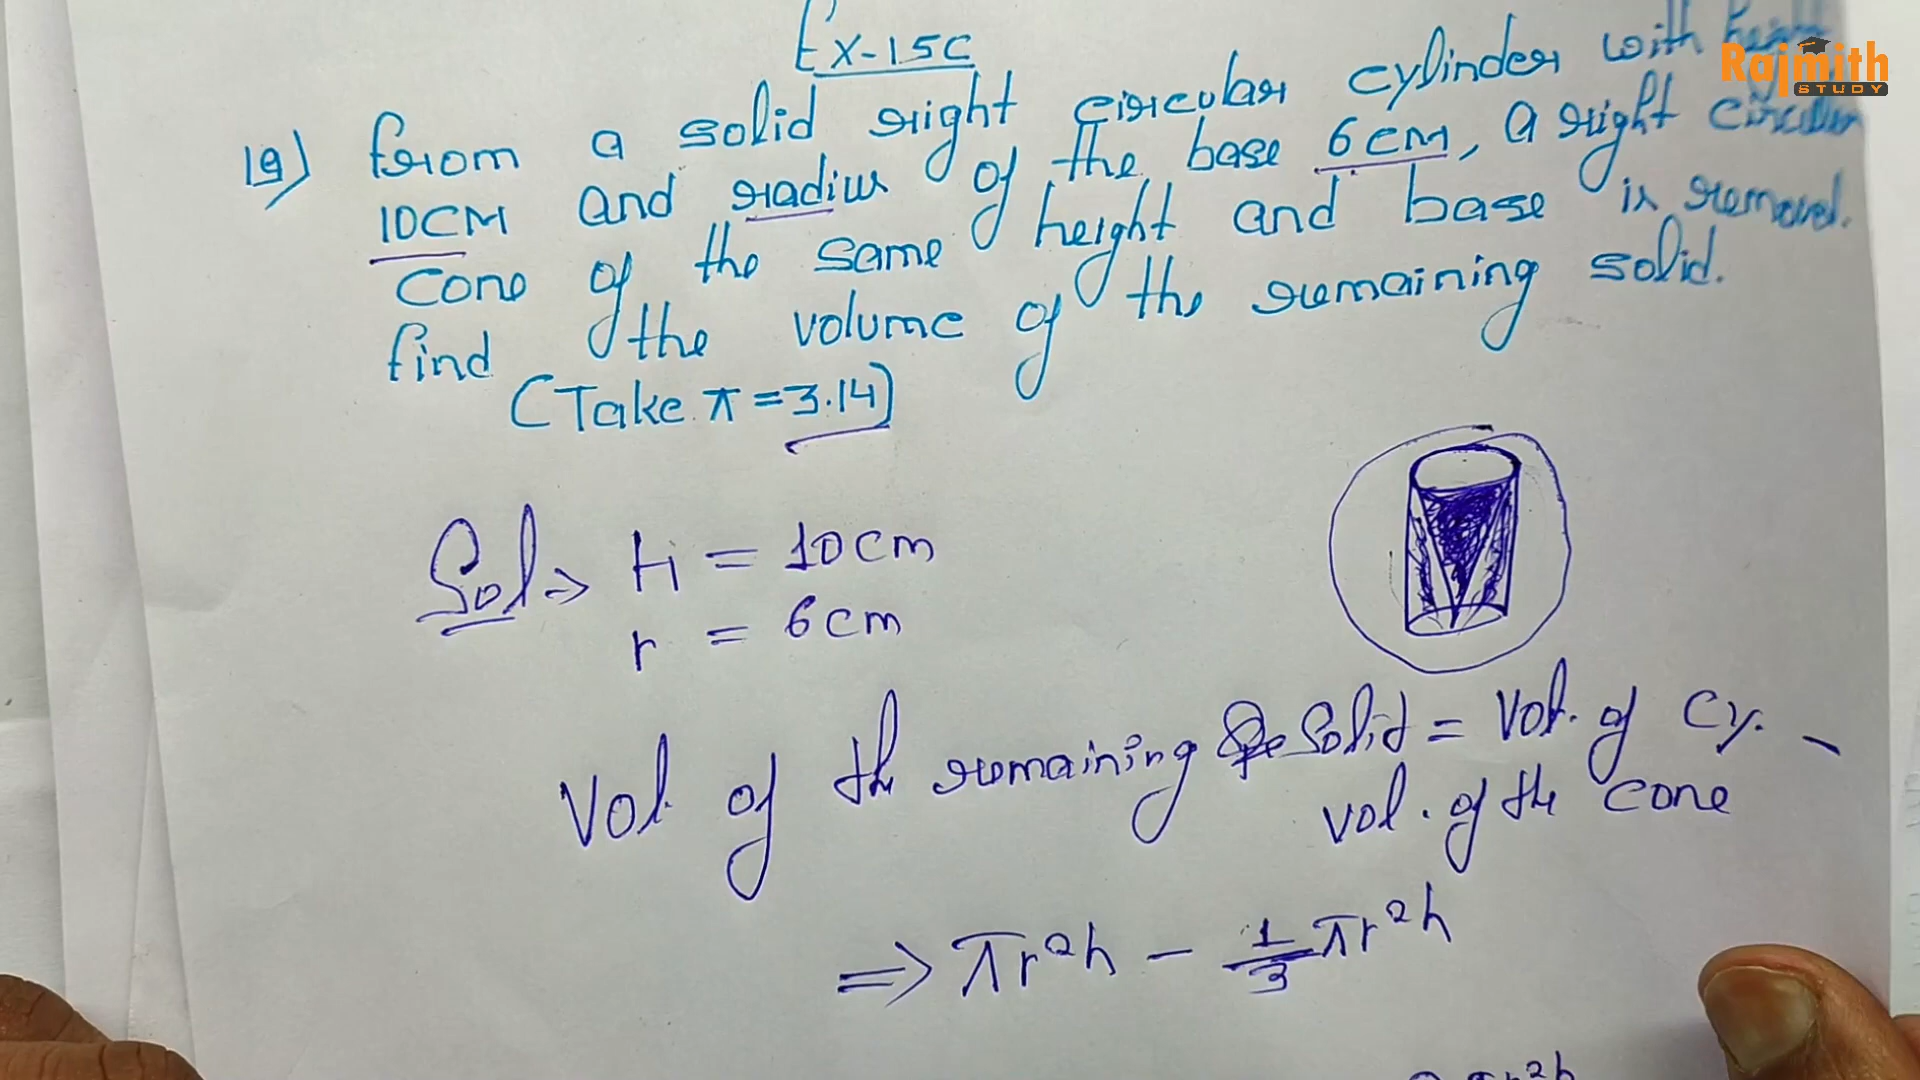 Ex-15C
19) from a solid right circular cylinder with height
10CM and radius of the base 6CM, a right circular
cone of the same height and base is removed.
find the volume of the remaining solid.
(Take π = 3.14)
Sol⇒ H = 10cm
r = 6cm
Vol. of the remaining Solid = Vol. of Cy. -
vol. of the cone
⇒ πr²h - 1/3 πr²h
Rajmith
STUDY